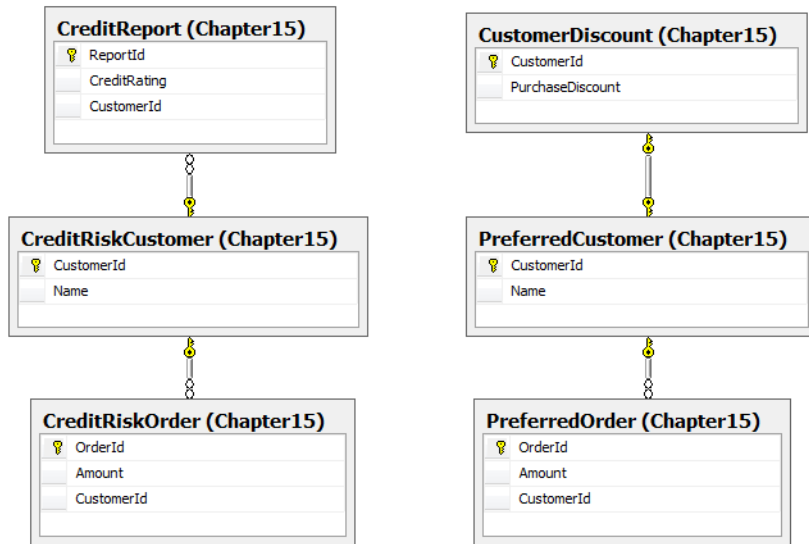 CreditReport (Chapter15)
ReportId
CreditRating
CustomerId
CreditRiskCustomer (Chapter15)
CustomerId
Name
CreditRiskOrder (Chapter15)
OrderId
Amount
CustomerId
CustomerDiscount (Chapter15)
CustomerId
PurchaseDiscount
PreferredCustomer (Chapter15)
CustomerId
Name
PreferredOrder (Chapter15)
OrderId
Amount
CustomerId